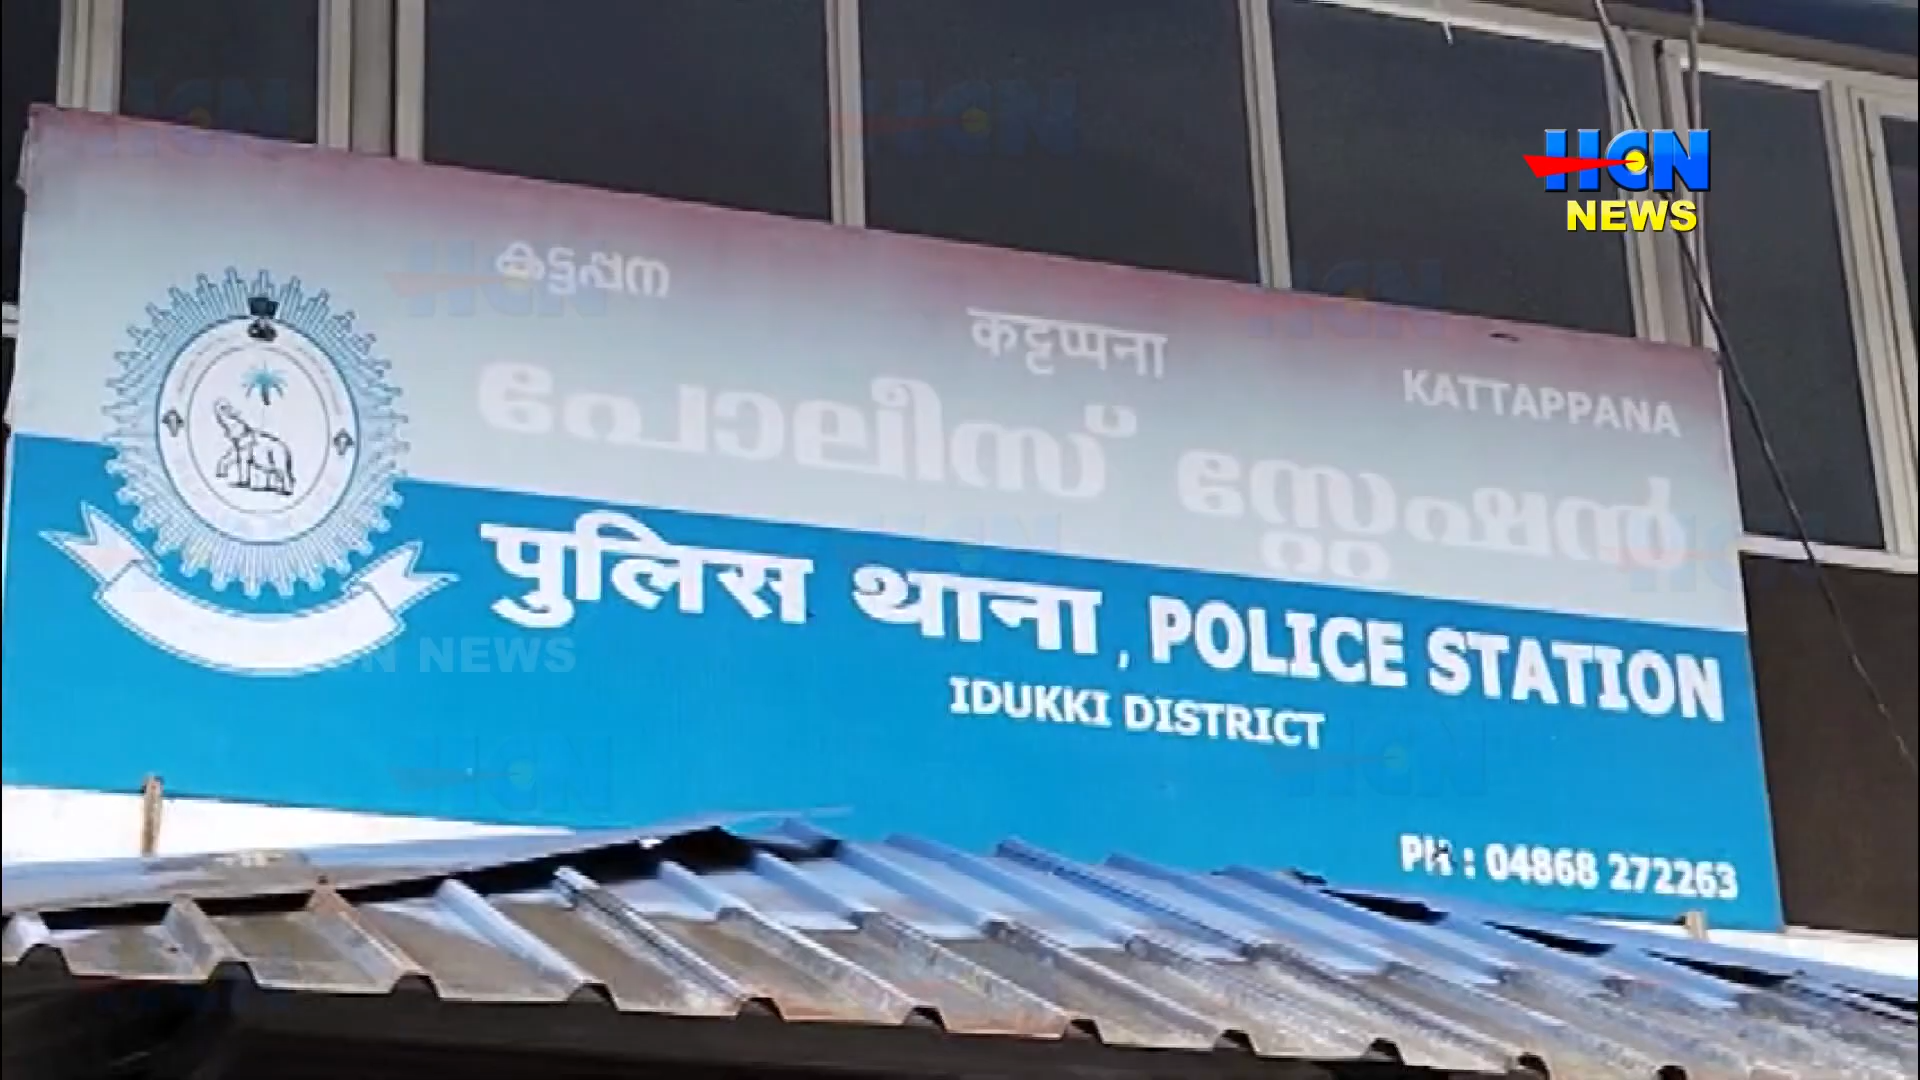 HCN
NEWS
കട്ടപ്പന
कट्टप्पना
KATTAPPANA
പോലീസ് സ്റ്റേഷൻ
पुलिस थाना , POLICE STATION
IDUKKI DISTRICT
PH : 04868 272263